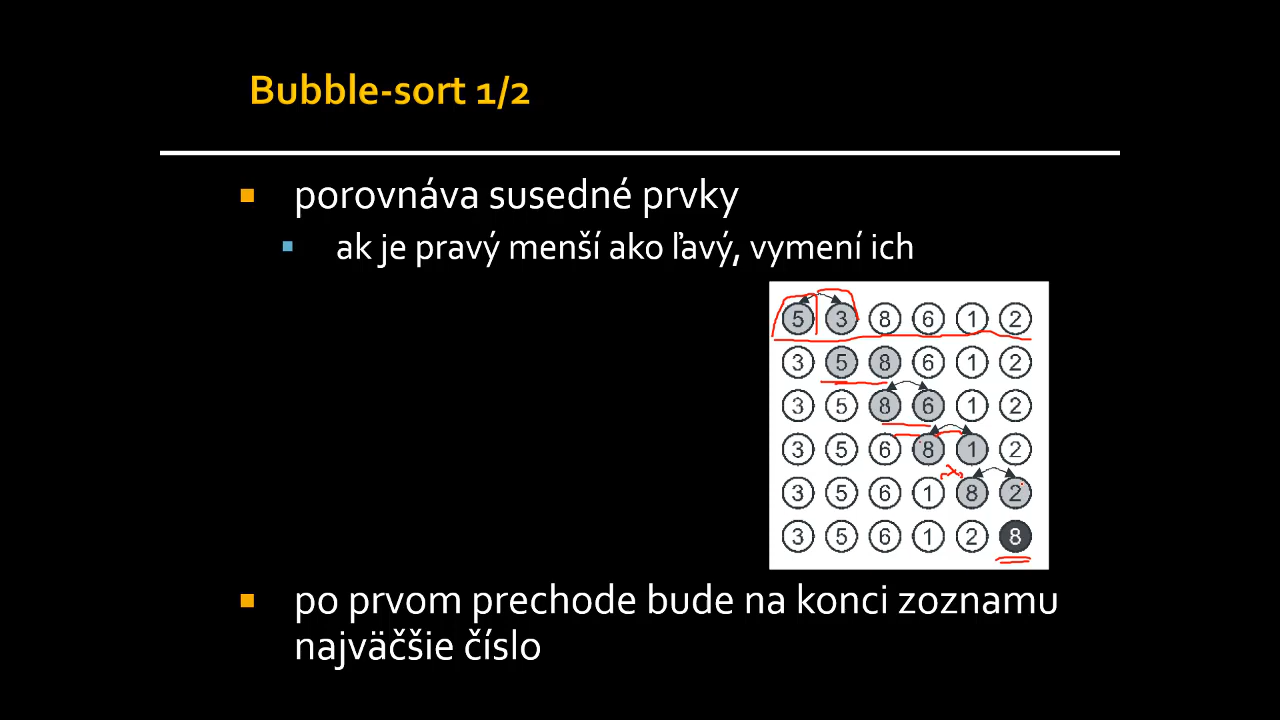 Bubble-sort 1/2
porovnáva susedné prvky
ak je pravý menší ako ľavý, vymení ich
5 3 8 6 1 2
3 5 8 6 1 2
3 5 8 6 1 2
3 5 6 8 1 2
3 5 6 1 8 2
3 5 6 1 2 8
po prvom prechode bude na konci zoznamu
najväčšie číslo